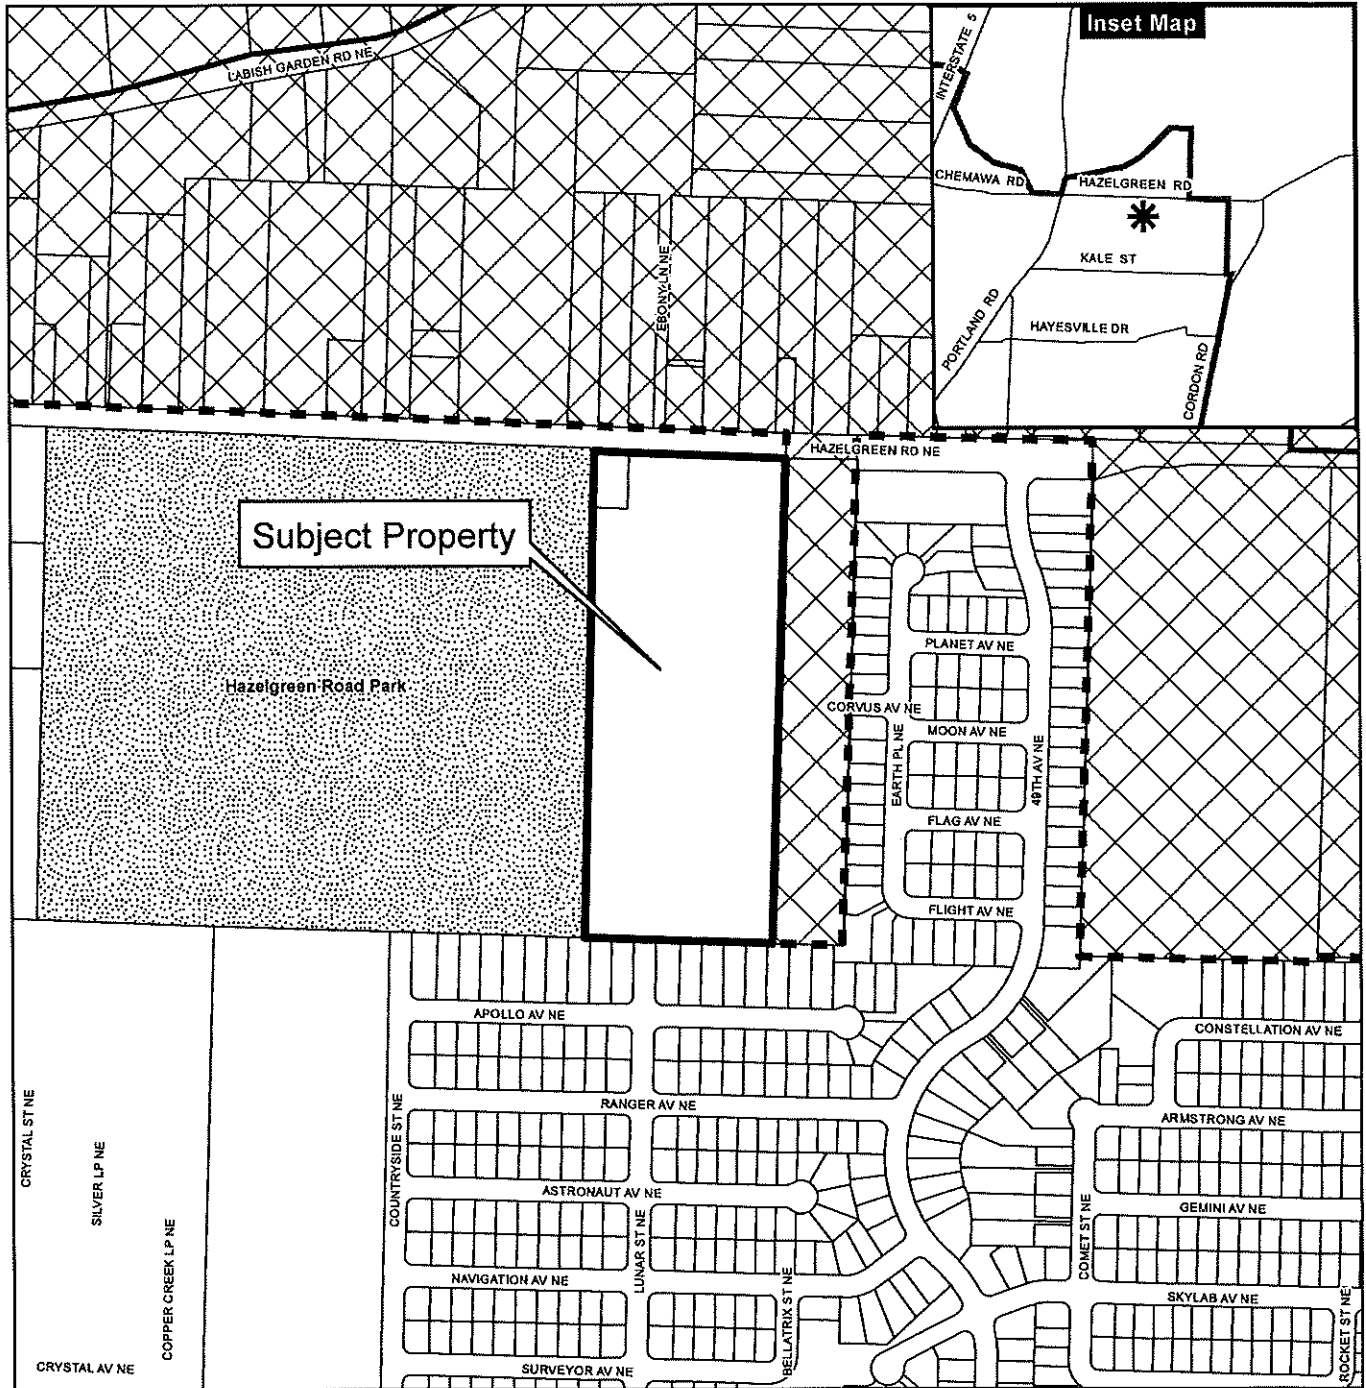 Inset Map
INTERSTATE 5
LABISH GARDEN RD NE
CHEMAWA RD
HAZELGREEN RD
KALE ST
EBONY LN NE
PORTLAND RD
HAYESVILLE DR
CORDON RD
HAZELGREEN RD NE
Subject Property
PLANET AV NE
Hazelgreen Road Park
CORVUS AV NE
MOON AV NE
EARTH PL NE
49TH AV NE
FLAG AV NE
FLIGHT AV NE
APOLLO AV NE
CONSTELLATION AV NE
RANGER AV NE
ARMSTRONG AV NE
CRYSTAL ST NE
SILVER LP NE
COUNTRYSIDE ST NE
ASTRONAUT AV NE
GEMINI AV NE
COPPER CREEK LP NE
LUNAR ST NE
COMET ST NE
NAVIGATION AV NE
BELLATRIX ST NE
SKYLAB AV NE
ROCKET ST NE
CRYSTAL AV NE
SURVEYOR AV NE